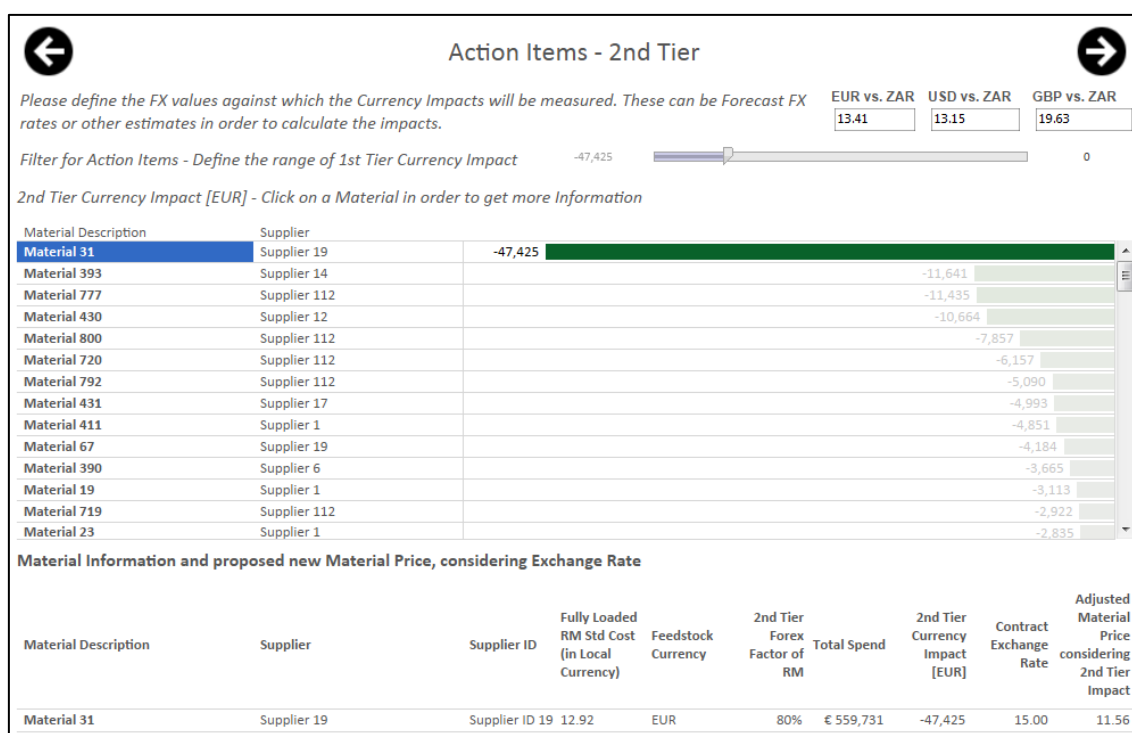 Action Items - 2nd Tier
Please define the FX values against which the Currency Impacts will be measured. These can be Forecast FX
rates or other estimates in order to calculate the impacts.
EUR vs. ZAR USD vs. ZAR GBP vs. ZAR
13.41 13.15 19.63
Filter for Action Items - Define the range of 1st Tier Currency Impact -47,425 0
2nd Tier Currency Impact [EUR] - Click on a Material in order to get more Information
Material Description Supplier
Material 31 Supplier 19 -47,425
Material 393 Supplier 14 -11,641
Material 777 Supplier 112 -11,435
Material 430 Supplier 12 -10,664
Material 800 Supplier 112 -7,857
Material 720 Supplier 112 -6,157
Material 792 Supplier 112 -5,090
Material 431 Supplier 17 -4,993
Material 411 Supplier 1 -4,851
Material 67 Supplier 19 -4,184
Material 390 Supplier 6 -3,665
Material 19 Supplier 1 -3,113
Material 719 Supplier 112 -2,922
Material 23 Supplier 1 -2,835
Material Information and proposed new Material Price, considering Exchange Rate
Material Description
Supplier
Supplier ID
Fully Loaded
RM Std Cost
(in Local
Currency)
Feedstock
Currency
2nd Tier
Forex
Factor of
RM
Total Spend
2nd Tier
Currency
Impact
[EUR]
Contract
Exchange
Rate
Adjusted
Material
Price
considering
2nd Tier
Impact
Material 31 Supplier 19 Supplier ID 19 12.92 EUR 80% € 559,731 -47,425 15.00 11.56